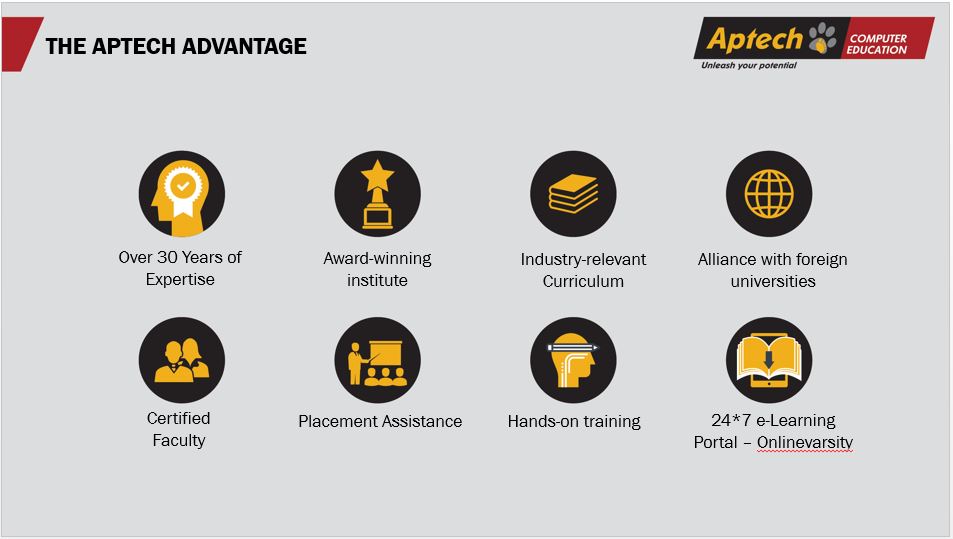 THE APTECH ADVANTAGE
Aptech
COMPUTER
EDUCATION
Unleash your potential
Over 30 Years of
Expertise
Award-winning
institute
Industry-relevant
Curriculum
Alliance with foreign
universities
Certified
Faculty
Placement Assistance
Hands-on training
24*7 e-Learning
Portal – Onlinevarsity